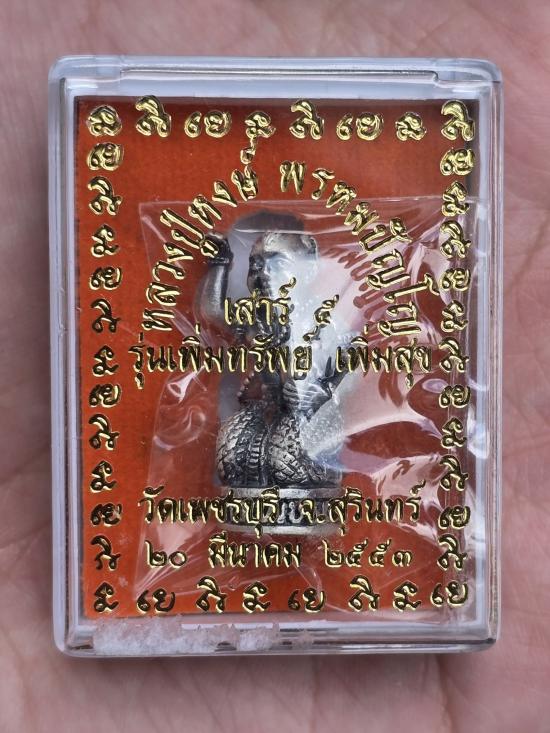 หลวงปู่หงษ์ พรหมปัญโญ
เสาร์ ๕
รุ่นเพิ่มทรัพย์ เพิ่มสุข
วัดเพชรบุรี จ.สุรินทร์
๒๐ มีนาคม ๒๕๕๓